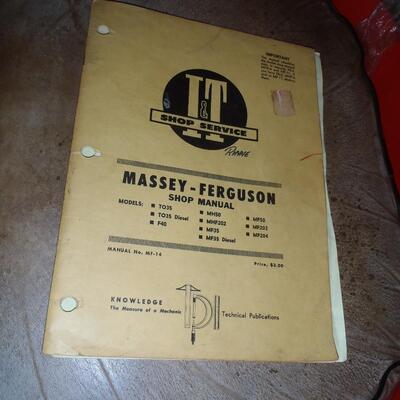 IMPORTANT
I&T
SHOP SERVICE
MASSEY-FERGUSON
SHOP MANUAL
MODELS:
TO35
TO35 Diesel
F40
MH50
MHF202
MF35
MF35 Diesel
MF50
MF202
MF204
MANUAL No. MF-14
Price, $3.00
KNOWLEDGE
The Measure of a Mechanic
Technical Publications